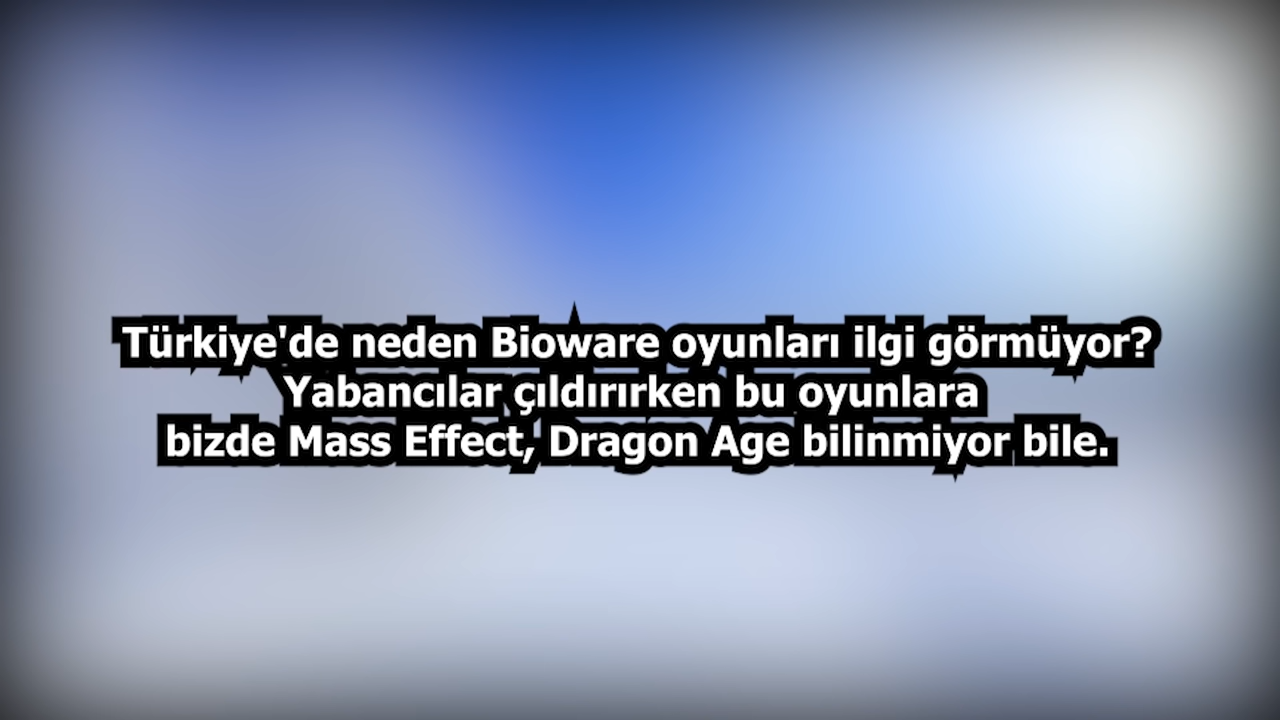 Türkiye'de neden Bioware oyunları ilgi görmüyor?
Yabancılar çıldırırken bu oyunlara
bizde Mass Effect, Dragon Age bilinmiyor bile.